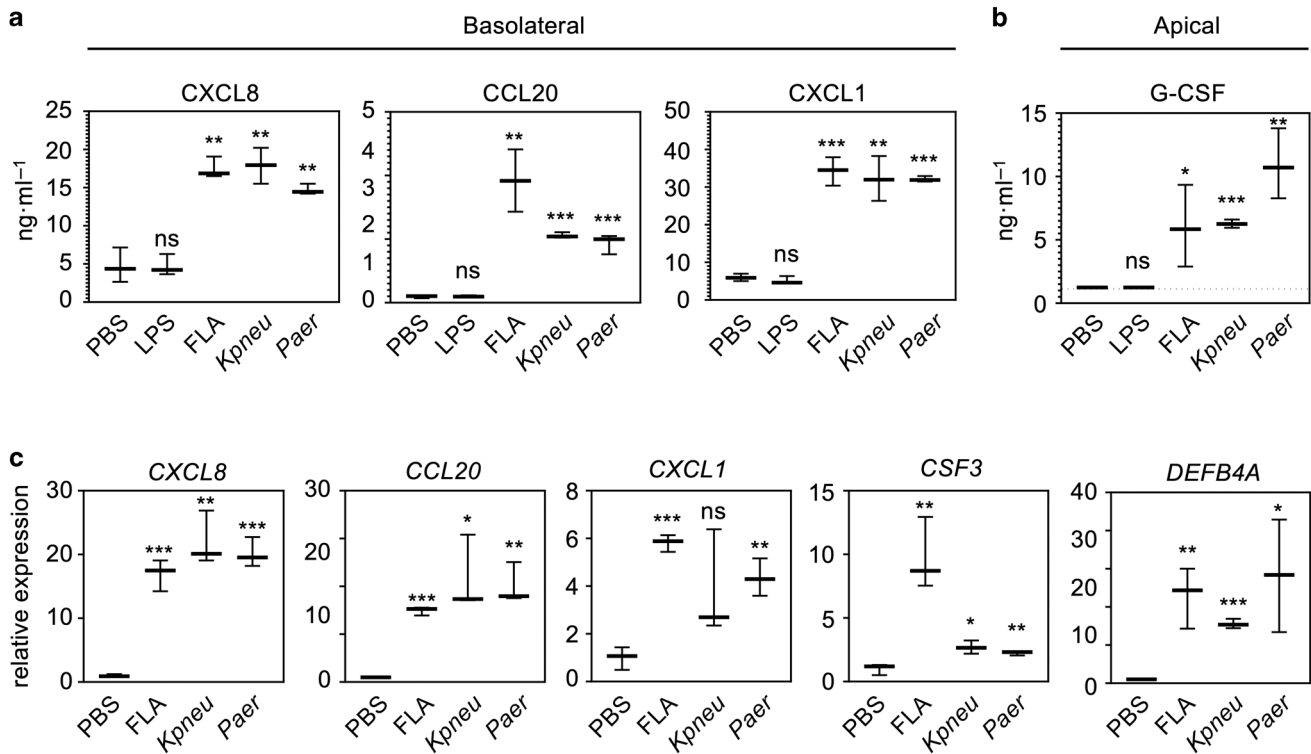 a
Basolateral
b
Apical
CXCL8
CCL20
CXCL1
G-CSF
ng·ml⁻¹
25
20
15
10
5
0
** ** **
ns
PBS LPS FLA Kpneu Paer
5
4
3
2
1
0
** *** ***
ns
PBS LPS FLA Kpneu Paer
50
40
30
20
10
0
*** ** ***
ns
PBS LPS FLA Kpneu Paer
ng·ml⁻¹
15
10
5
0
ns * *** **
PBS LPS FLA Kpneu Paer
c
CXCL8
CCL20
CXCL1
CSF3
DEFB4A
relative expression
30
20
10
0
*** ** ***
PBS FLA Kpneu Paer
30
20
10
0
*** * **
PBS FLA Kpneu Paer
8
6
4
2
0
*** ns **
PBS FLA Kpneu Paer
15
10
5
0
** * **
PBS FLA Kpneu Paer
40
30
20
10
0
** *** *
PBS FLA Kpneu Paer